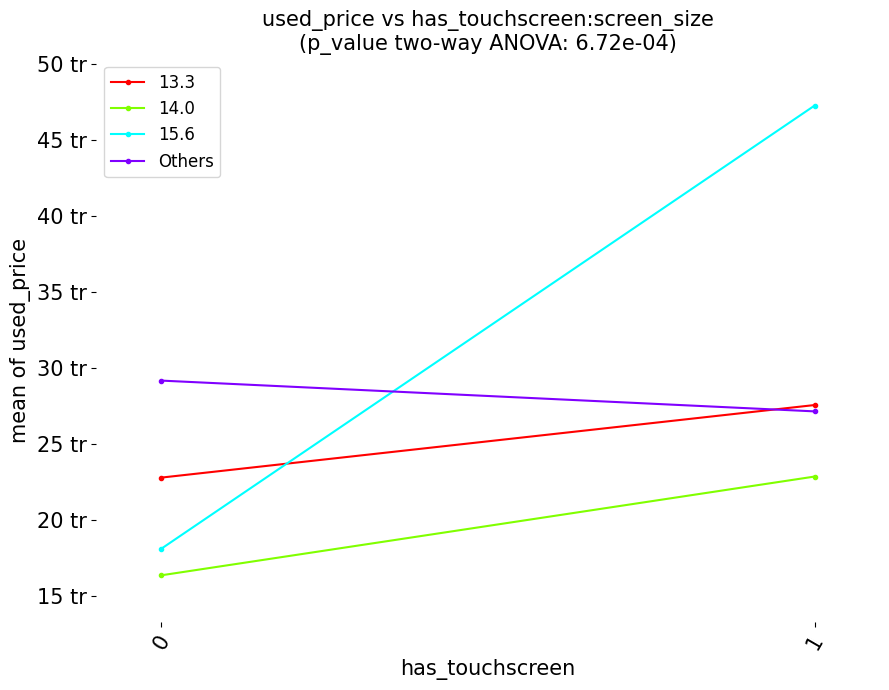 used_price vs has_touchscreen:screen_size
(p_value two-way ANOVA: 6.72e-04)
13.3
14.0
15.6
Others
50 tr
45 tr
40 tr
35 tr
30 tr
25 tr
20 tr
15 tr
mean of used_price
0
1
has_touchscreen